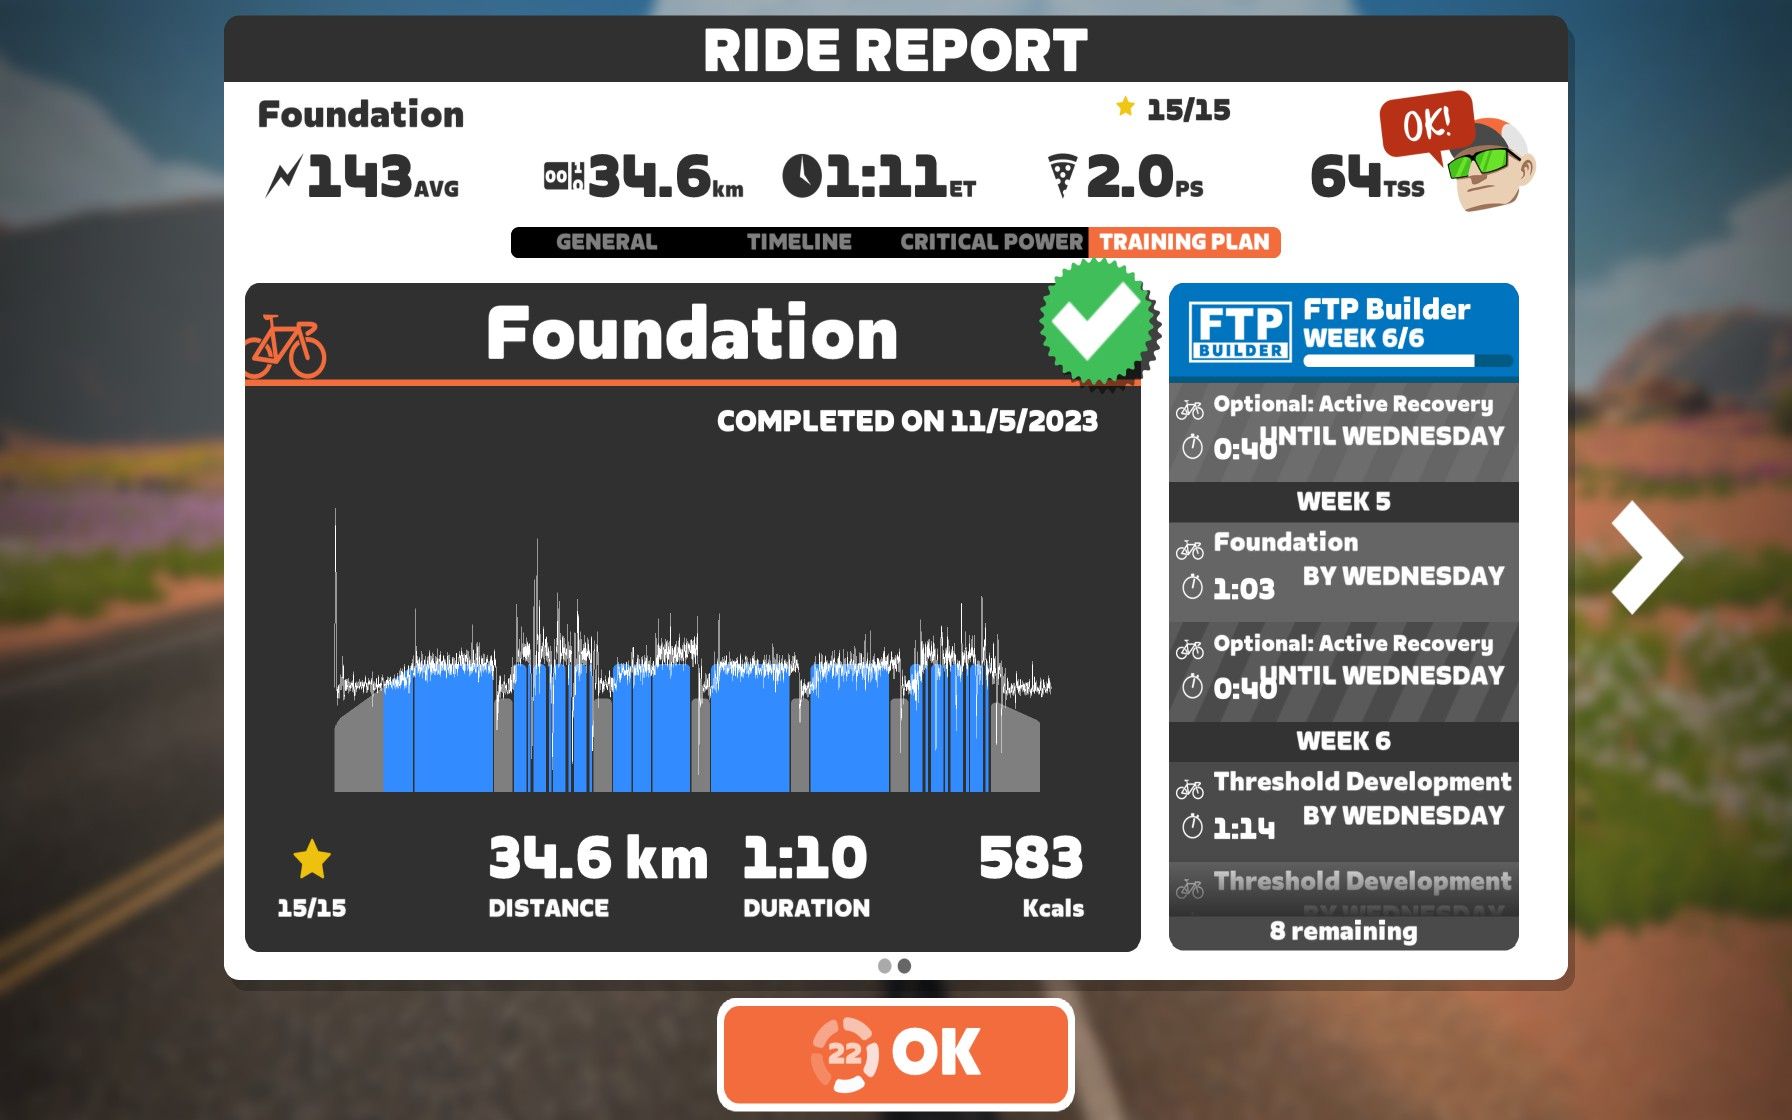 RIDE REPORT
Foundation
15/15
OK!
143AVG
34.6km
1:11ET
2.0PS
64TSS
GENERAL
TIMELINE
CRITICAL POWER
TRAINING PLAN
Foundation
COMPLETED ON 11/5/2023
15/15
34.6 km
DISTANCE
1:10
DURATION
583
Kcals
FTP
BUILDER
FTP Builder
WEEK 6/6
Optional: Active Recovery
UNTIL WEDNESDAY
0:40
WEEK 5
Foundation
BY WEDNESDAY
1:03
Optional: Active Recovery
UNTIL WEDNESDAY
0:40
WEEK 6
Threshold Development
BY WEDNESDAY
1:14
Threshold Development
BY WEDNESDAY
8 remaining
22 OK